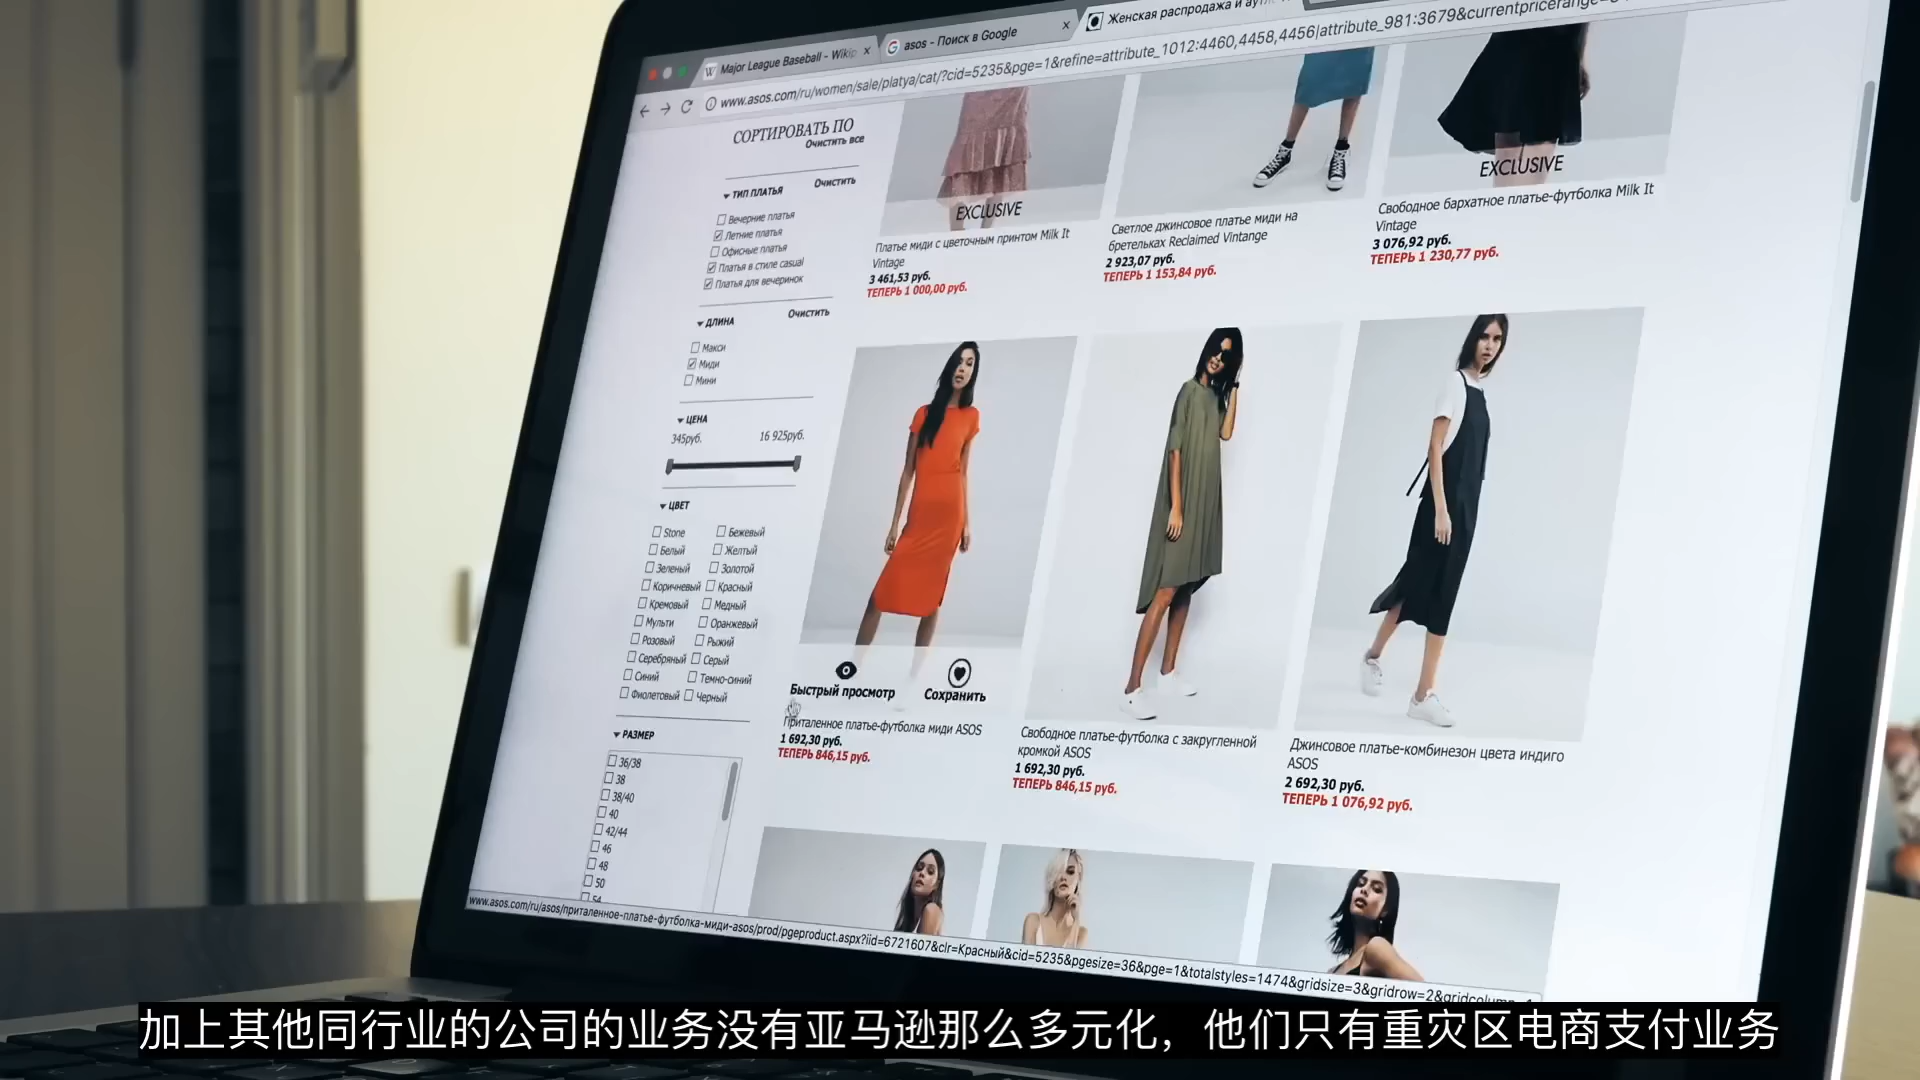 Major League Baseball - Wikip
asos - Поиск в Google
Женская распродажа и аутл
www.asos.com/ru/women/sale/platya/cat/?cid=5235&pge=1&refine=attribute_1012:4460,4458,4456|attribute_981:3679&currentpricerange=
СОРТИРОВАТЬ ПО
Очистить все
ТИП ПЛАТЬЯ
Очистить
Вечерние платья
Летние платья
Офисные платья
Платья в стиле casual
Платья для вечеринок
ДЛИНА
Очистить
Макси
Миди
Мини
ЦЕНА
345руб.
16 925руб.
ЦВЕТ
Stone
Бежевый
Белый
Желтый
Зеленый
Золотой
Коричневый
Красный
Кремовый
Медный
Мульти
Оранжевый
Розовый
Рыжий
Серебряный
Серый
Синий
Темно-синий
Фиолетовый
Черный
РАЗМЕР
36/38
38
38/40
40
42/44
46
48
50
54
EXCLUSIVE
Платье миди с цветочным принтом Milk It
Vintage
3 461,53 руб.
ТЕПЕРЬ 1 000,00 руб.
Светлое джинсовое платье миди на
бретельках Reclaimed Vintange
2 923,07 руб.
ТЕПЕРЬ 1 153,84 руб.
EXCLUSIVE
Свободное бархатное платье-футболка Milk It
Vintage
3 076,92 руб.
ТЕПЕРЬ 1 230,77 руб.
Быстрый просмотр
Сохранить
Приталенное платье-футболка миди ASOS
1 692,30 руб.
ТЕПЕРЬ 846,15 руб.
Свободное платье-футболка с закругленной
кромкой ASOS
1 692,30 руб.
ТЕПЕРЬ 846,15 руб.
Джинсовое платье-комбинезон цвета индиго
ASOS
2 692,30 руб.
ТЕПЕРЬ 1 076,92 руб.
www.asos.com/ru/asos/приталенное-платье-футболка-миди-asos/prod/pgeproduct.aspx?iid=6721607&clr=Красный&cid=5235&pgesize=36&pge=1&totalstyles=1474&gridsize=3&gridrow=2&gridcolumn=1
加上其他同行业的公司的业务没有亚马逊那么多元化，他们只有重灾区电商支付业务